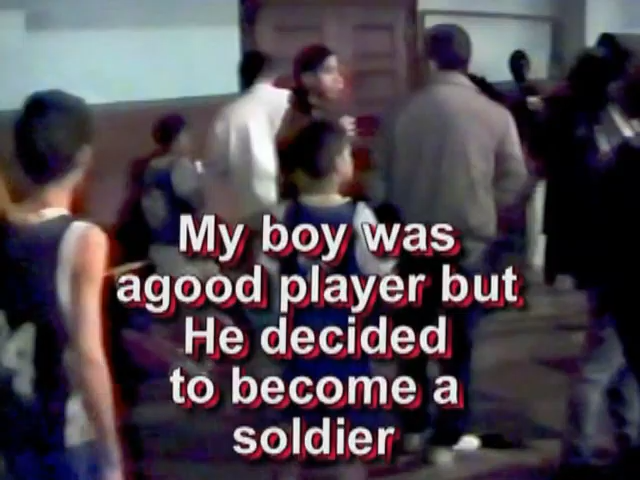 My boy was
agood player but
He decided
to become a
soldier